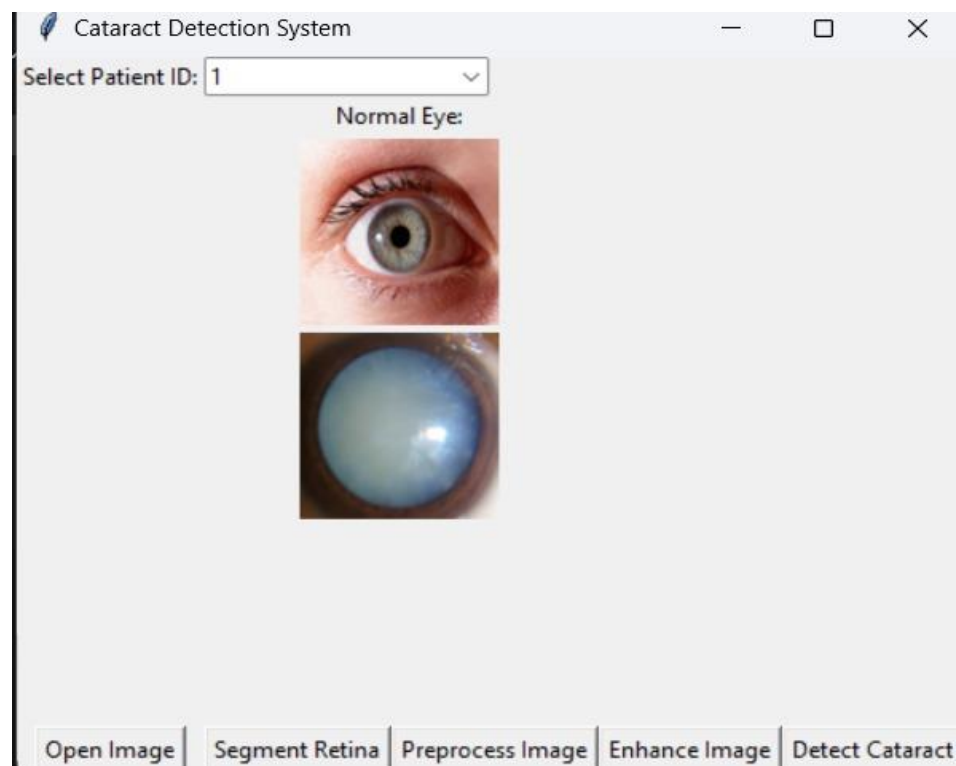 Cataract Detection System
Select Patient ID: 1
Normal Eye:
Open Image Segment Retina Preprocess Image Enhance Image Detect Cataract